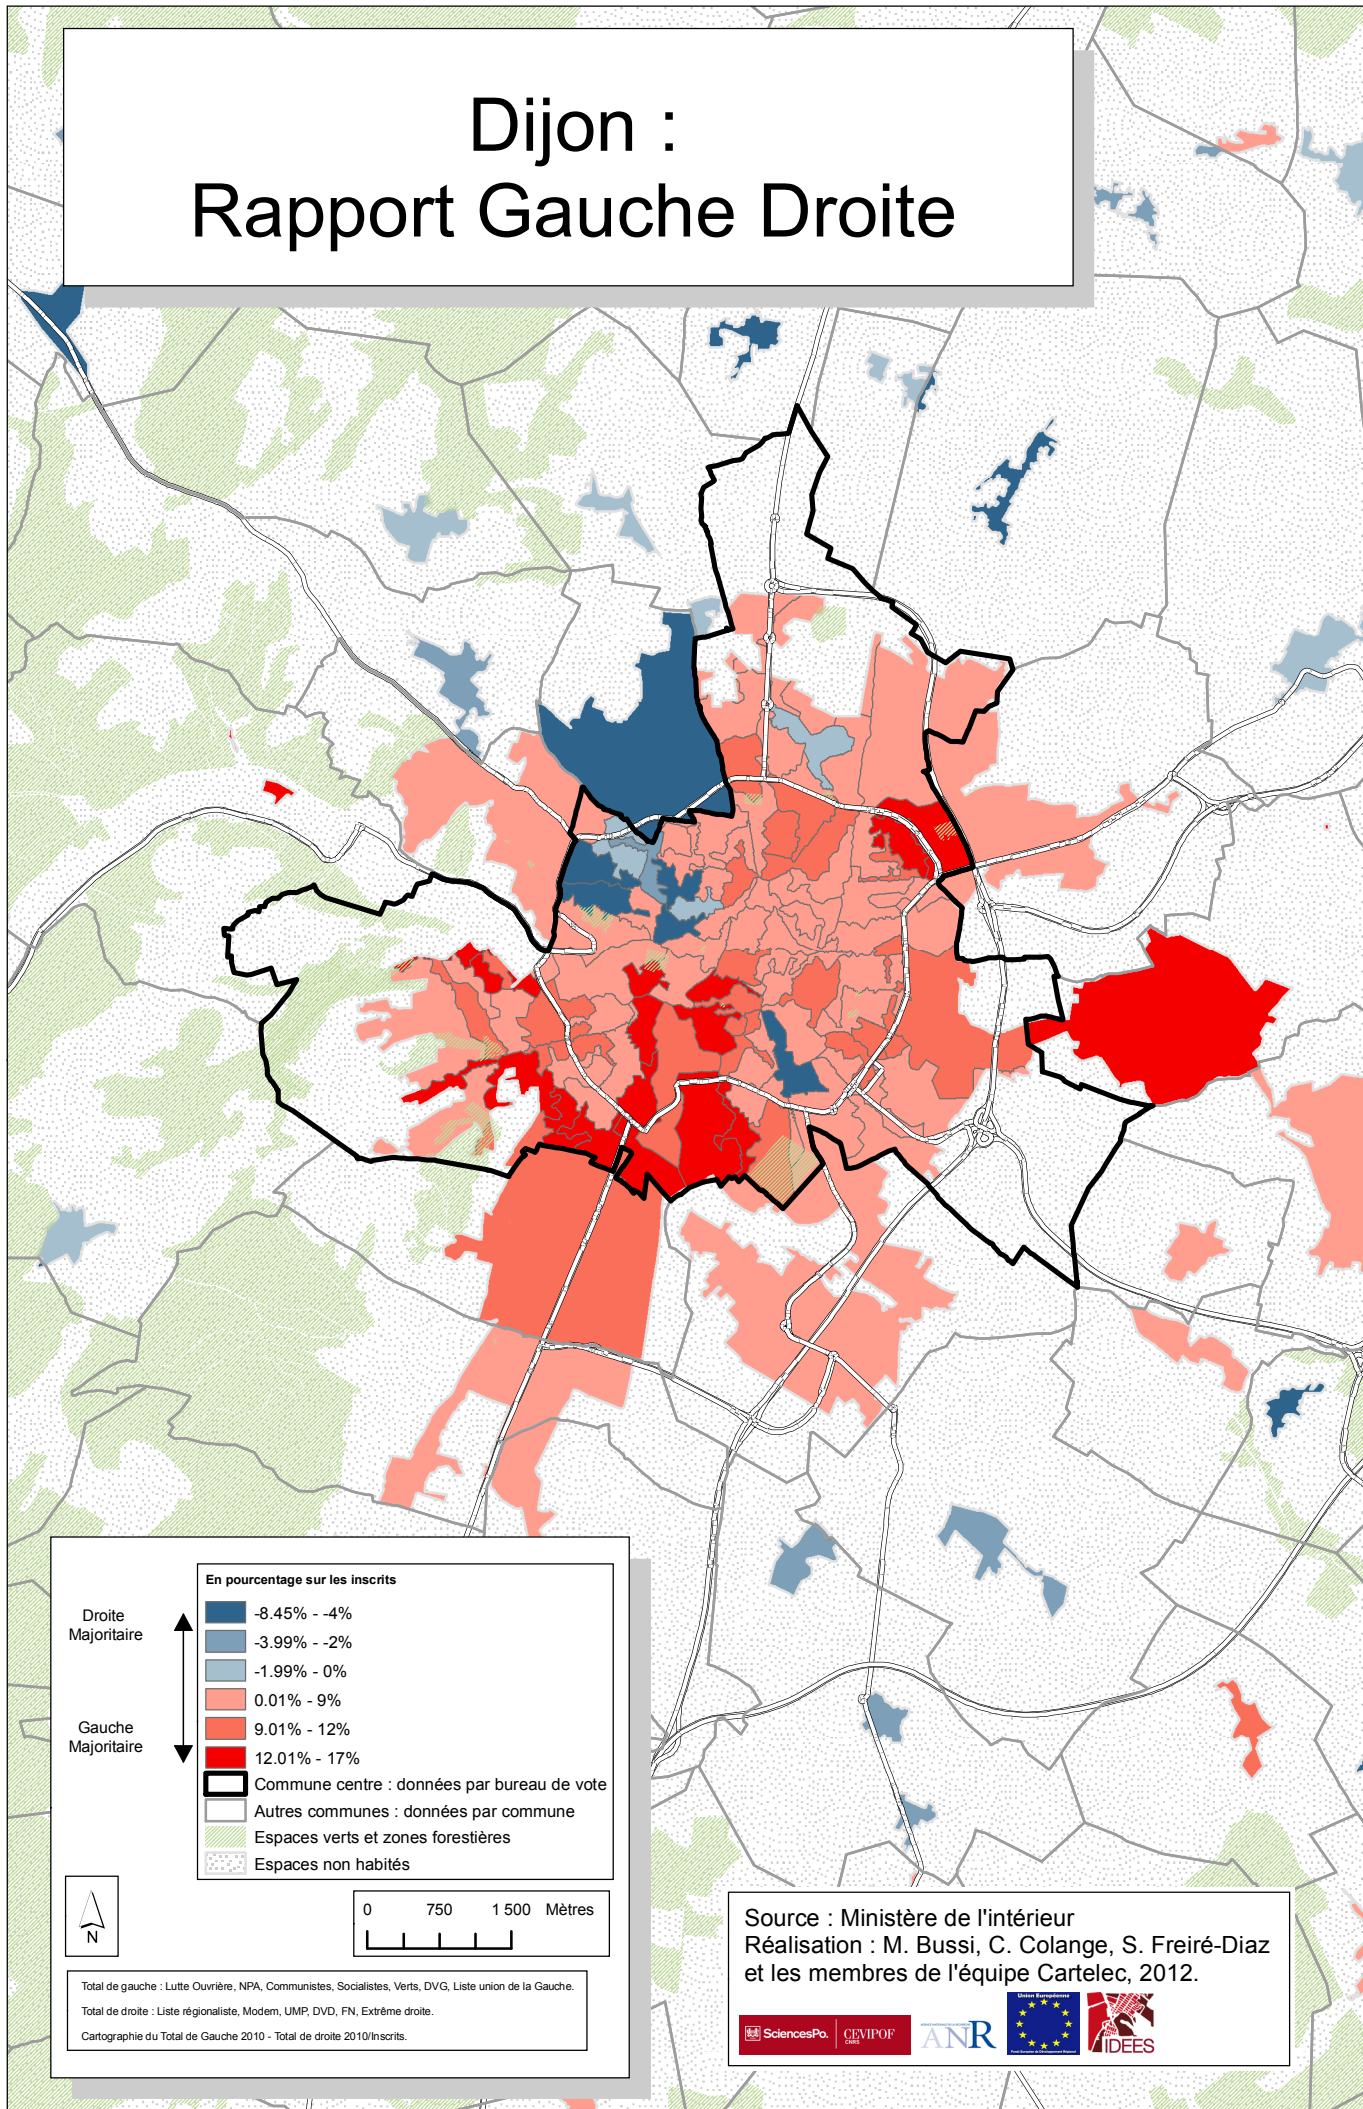 Dijon :
Rapport Gauche Droite
En pourcentage sur les inscrits
Droite
Majoritaire
Gauche
Majoritaire
-8.45% - -4%
-3.99% - -2%
-1.99% - 0%
0.01% - 9%
9.01% - 12%
12.01% - 17%
Commune centre : données par bureau de vote
Autres communes : données par commune
Espaces verts et zones forestières
Espaces non habités
N
0 750 1 500 Mètres
Total de gauche : Lutte Ouvrière, NPA, Communistes, Socialistes, Verts, DVG, Liste union de la Gauche.
Total de droite : Liste régionaliste, Modem, UMP, DVD, FN, Extrême droite.
Cartographie du Total de Gauche 2010 - Total de droite 2010/Inscrits.
Source : Ministère de l'intérieur
Réalisation : M. Bussi, C. Colange, S. Freiré-Diaz
et les membres de l'équipe Cartelec, 2012.
SciencesPo.
CEVIPOF
CNRS
ANR
Union Européenne
IDEES